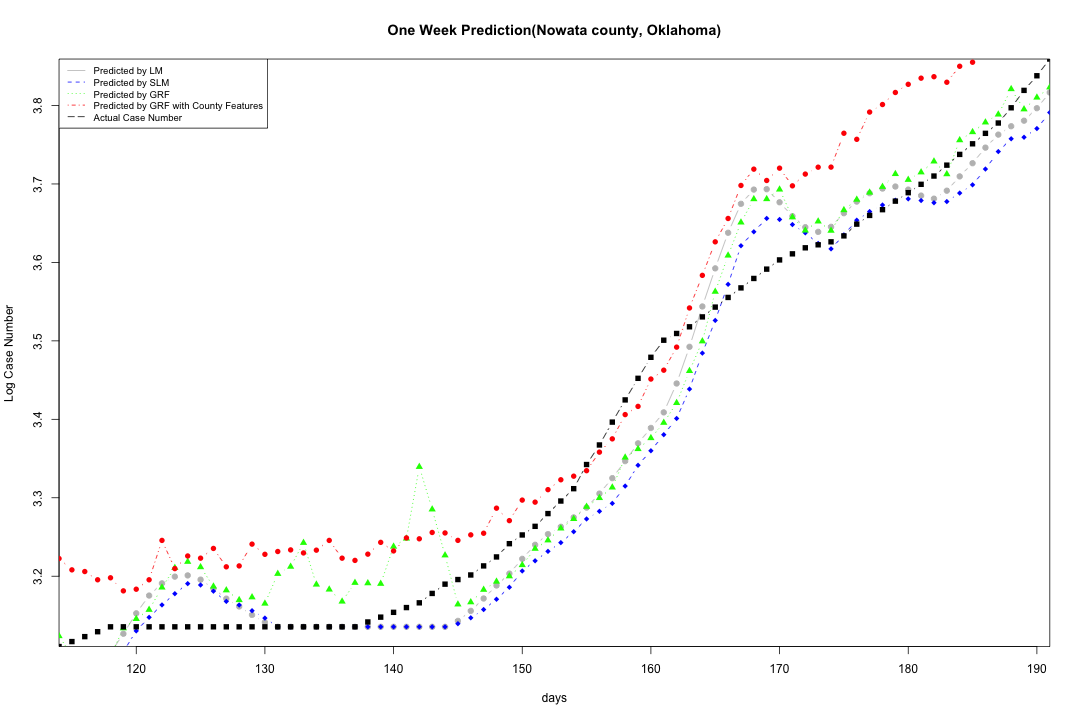 One Week Prediction(Nowata county, Oklahoma)
Predicted by LM
Predicted by SLM
Predicted by GRF
Predicted by GRF with County Features
Actual Case Number
Log Case Number
3.8
3.7
3.6
3.5
3.4
3.3
3.2
120 130 140 150 160 170 180 190
days